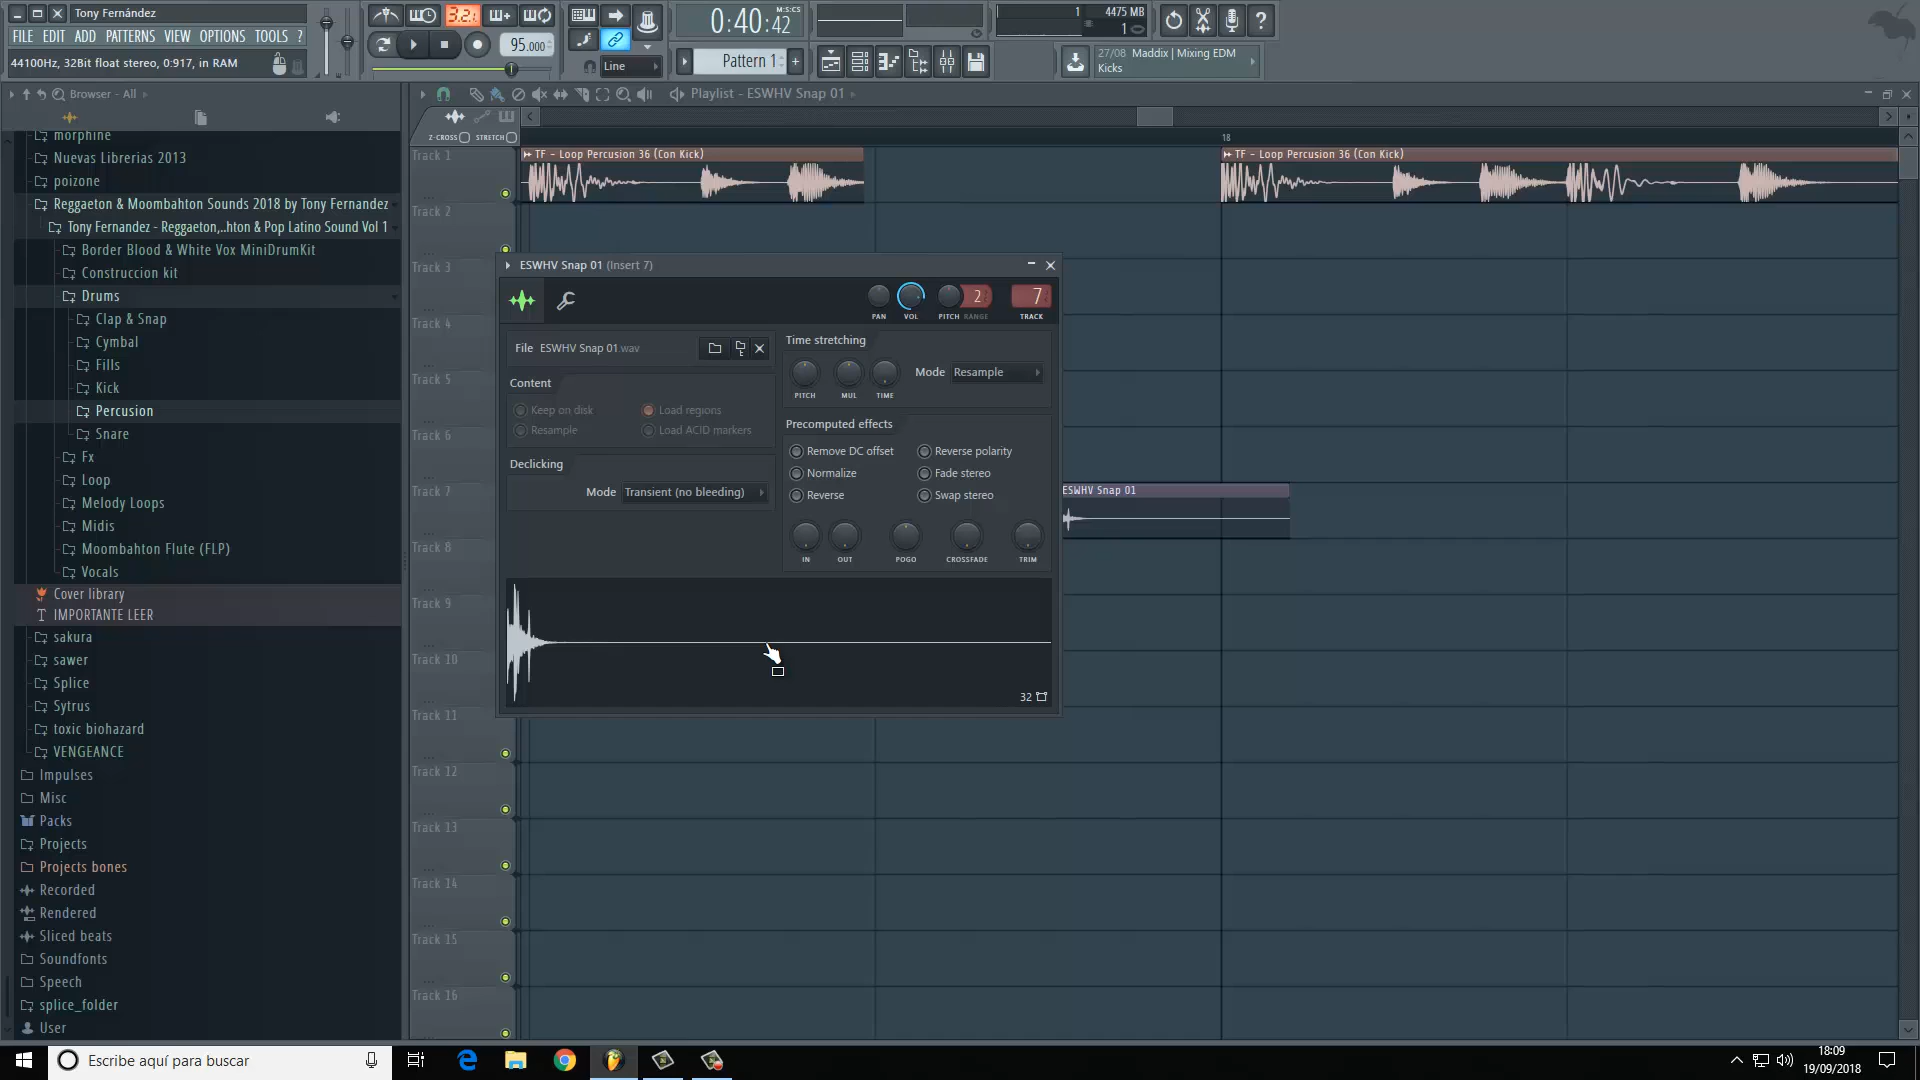 Tony Fernández
FILE EDIT ADD PATTERNS VIEW OPTIONS TOOLS ?
44100Hz, 32Bit float stereo, 0:917, in RAM
3.2.
95.000
Line
0:40:42
M:S:CS
Pattern 1
1
4475 MB
1
27/08 Maddix | Mixing EDM
Kicks
Browser - All
Playlist - ESWHV Snap 01
Z-CROSS STRETCH
18
morphine
Nuevas Librerias 2013
poizone
Reggaeton & Moombahton Sounds 2018 by Tony Fernandez
Tony Fernandez - Reggaeton,..hton & Pop Latino Sound Vol 1
Border Blood & White Vox MiniDrumKit
Construccion kit
Drums
Clap & Snap
Cymbal
Fills
Kick
Percusion
Snare
Fx
Loop
Melody Loops
Midis
Moombahton Flute (FLP)
Vocals
Cover library
IMPORTANTE LEER
sakura
sawer
Splice
Sytrus
toxic biohazard
VENGEANCE
Impulses
Misc
Packs
Projects
Projects bones
Recorded
Rendered
Sliced beats
Soundfonts
Speech
splice_folder
User
Track 1
Track 2
Track 3
Track 4
Track 5
Track 6
Track 7
Track 8
Track 9
Track 10
Track 11
Track 12
Track 13
Track 14
Track 15
Track 16
TF - Loop Percusion 36 (Con Kick)
TF - Loop Percusion 36 (Con Kick)
ESWHV Snap 01
ESWHV Snap 01 (Insert 7)
2
7
PAN VOL PITCH RANGE TRACK
File ESWHV Snap 01.wav
Content
Keep on disk
Load regions
Resample
Load ACID markers
Declicking
Mode Transient (no bleeding)
Time stretching
PITCH MUL TIME
Mode Resample
Precomputed effects
Remove DC offset
Reverse polarity
Normalize
Fade stereo
Reverse
Swap stereo
IN OUT POGO CROSSFADE TRIM
32
Escribe aquí para buscar
18:09
19/09/2018